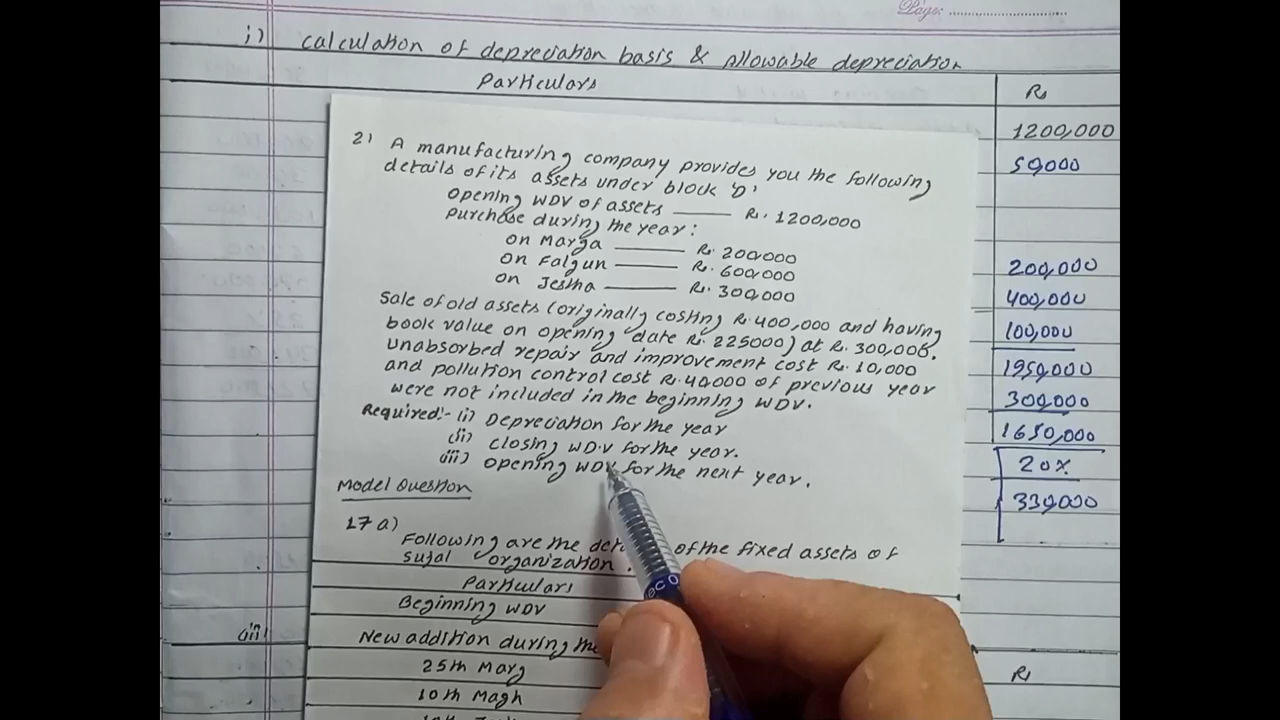 Page: ........................
i) calculation of depreciation basis & Allowable depreciation
Particulars
Rs
1200,000
50,000
200,000
400,000
100,000
1950,000
300,000
1650,000
20%
330,000
2) A manufacturing company provides you the following
details of its assets under block 'D'
Opening WDV of assets —— Rs. 1200,000
Purchase during the year:
on Marga —— Rs. 200,000
on Falgun —— Rs. 600,000
on Jestha —— Rs. 300,000
Sale of old assets (originally costing Rs. 400,000 and having
book value on opening date Rs. 225000) at Rs. 300,000.
Unabsorbed repair and improvement cost Rs. 10,000
and pollution control cost Rs. 40,000 of previous year
were not included in the beginning WDV.
Required:- (i) Depreciation for the year
(ii) closing W.D.V for the year.
(iii) Opening WDV for the next year.
Model Question
17 a)
Following are the of the fixed assets of
Sujal organization.
Particulars
Beginning WDV
New addition during the
25th Marg
10th Magh
(ii)
Rs